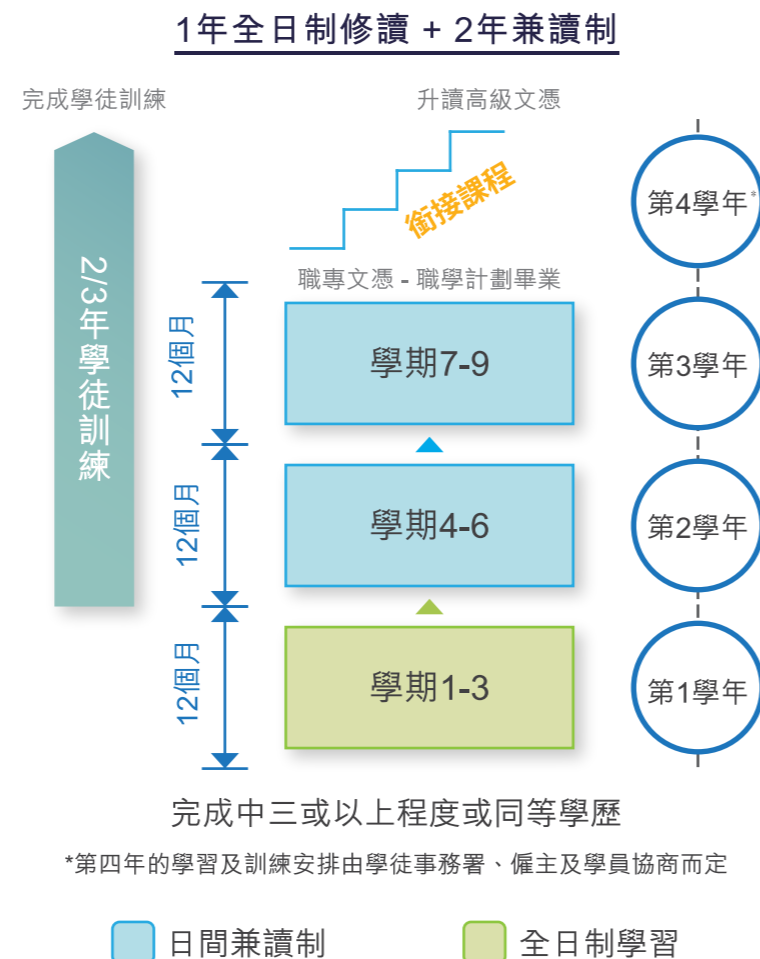 1年全日制修讀 + 2年兼讀制
完成學徒訓練
升讀高級文憑
銜接課程
第4學年*
2/3年學徒訓練
職專文憑 - 職學計劃畢業
12個月
學期7-9
第3學年
12個月
學期4-6
第2學年
12個月
學期1-3
第1學年
完成中三或以上程度或同等學歷
*第四年的學習及訓練安排由學徒事務署、僱主及學員協商而定
日間兼讀制
全日制學習